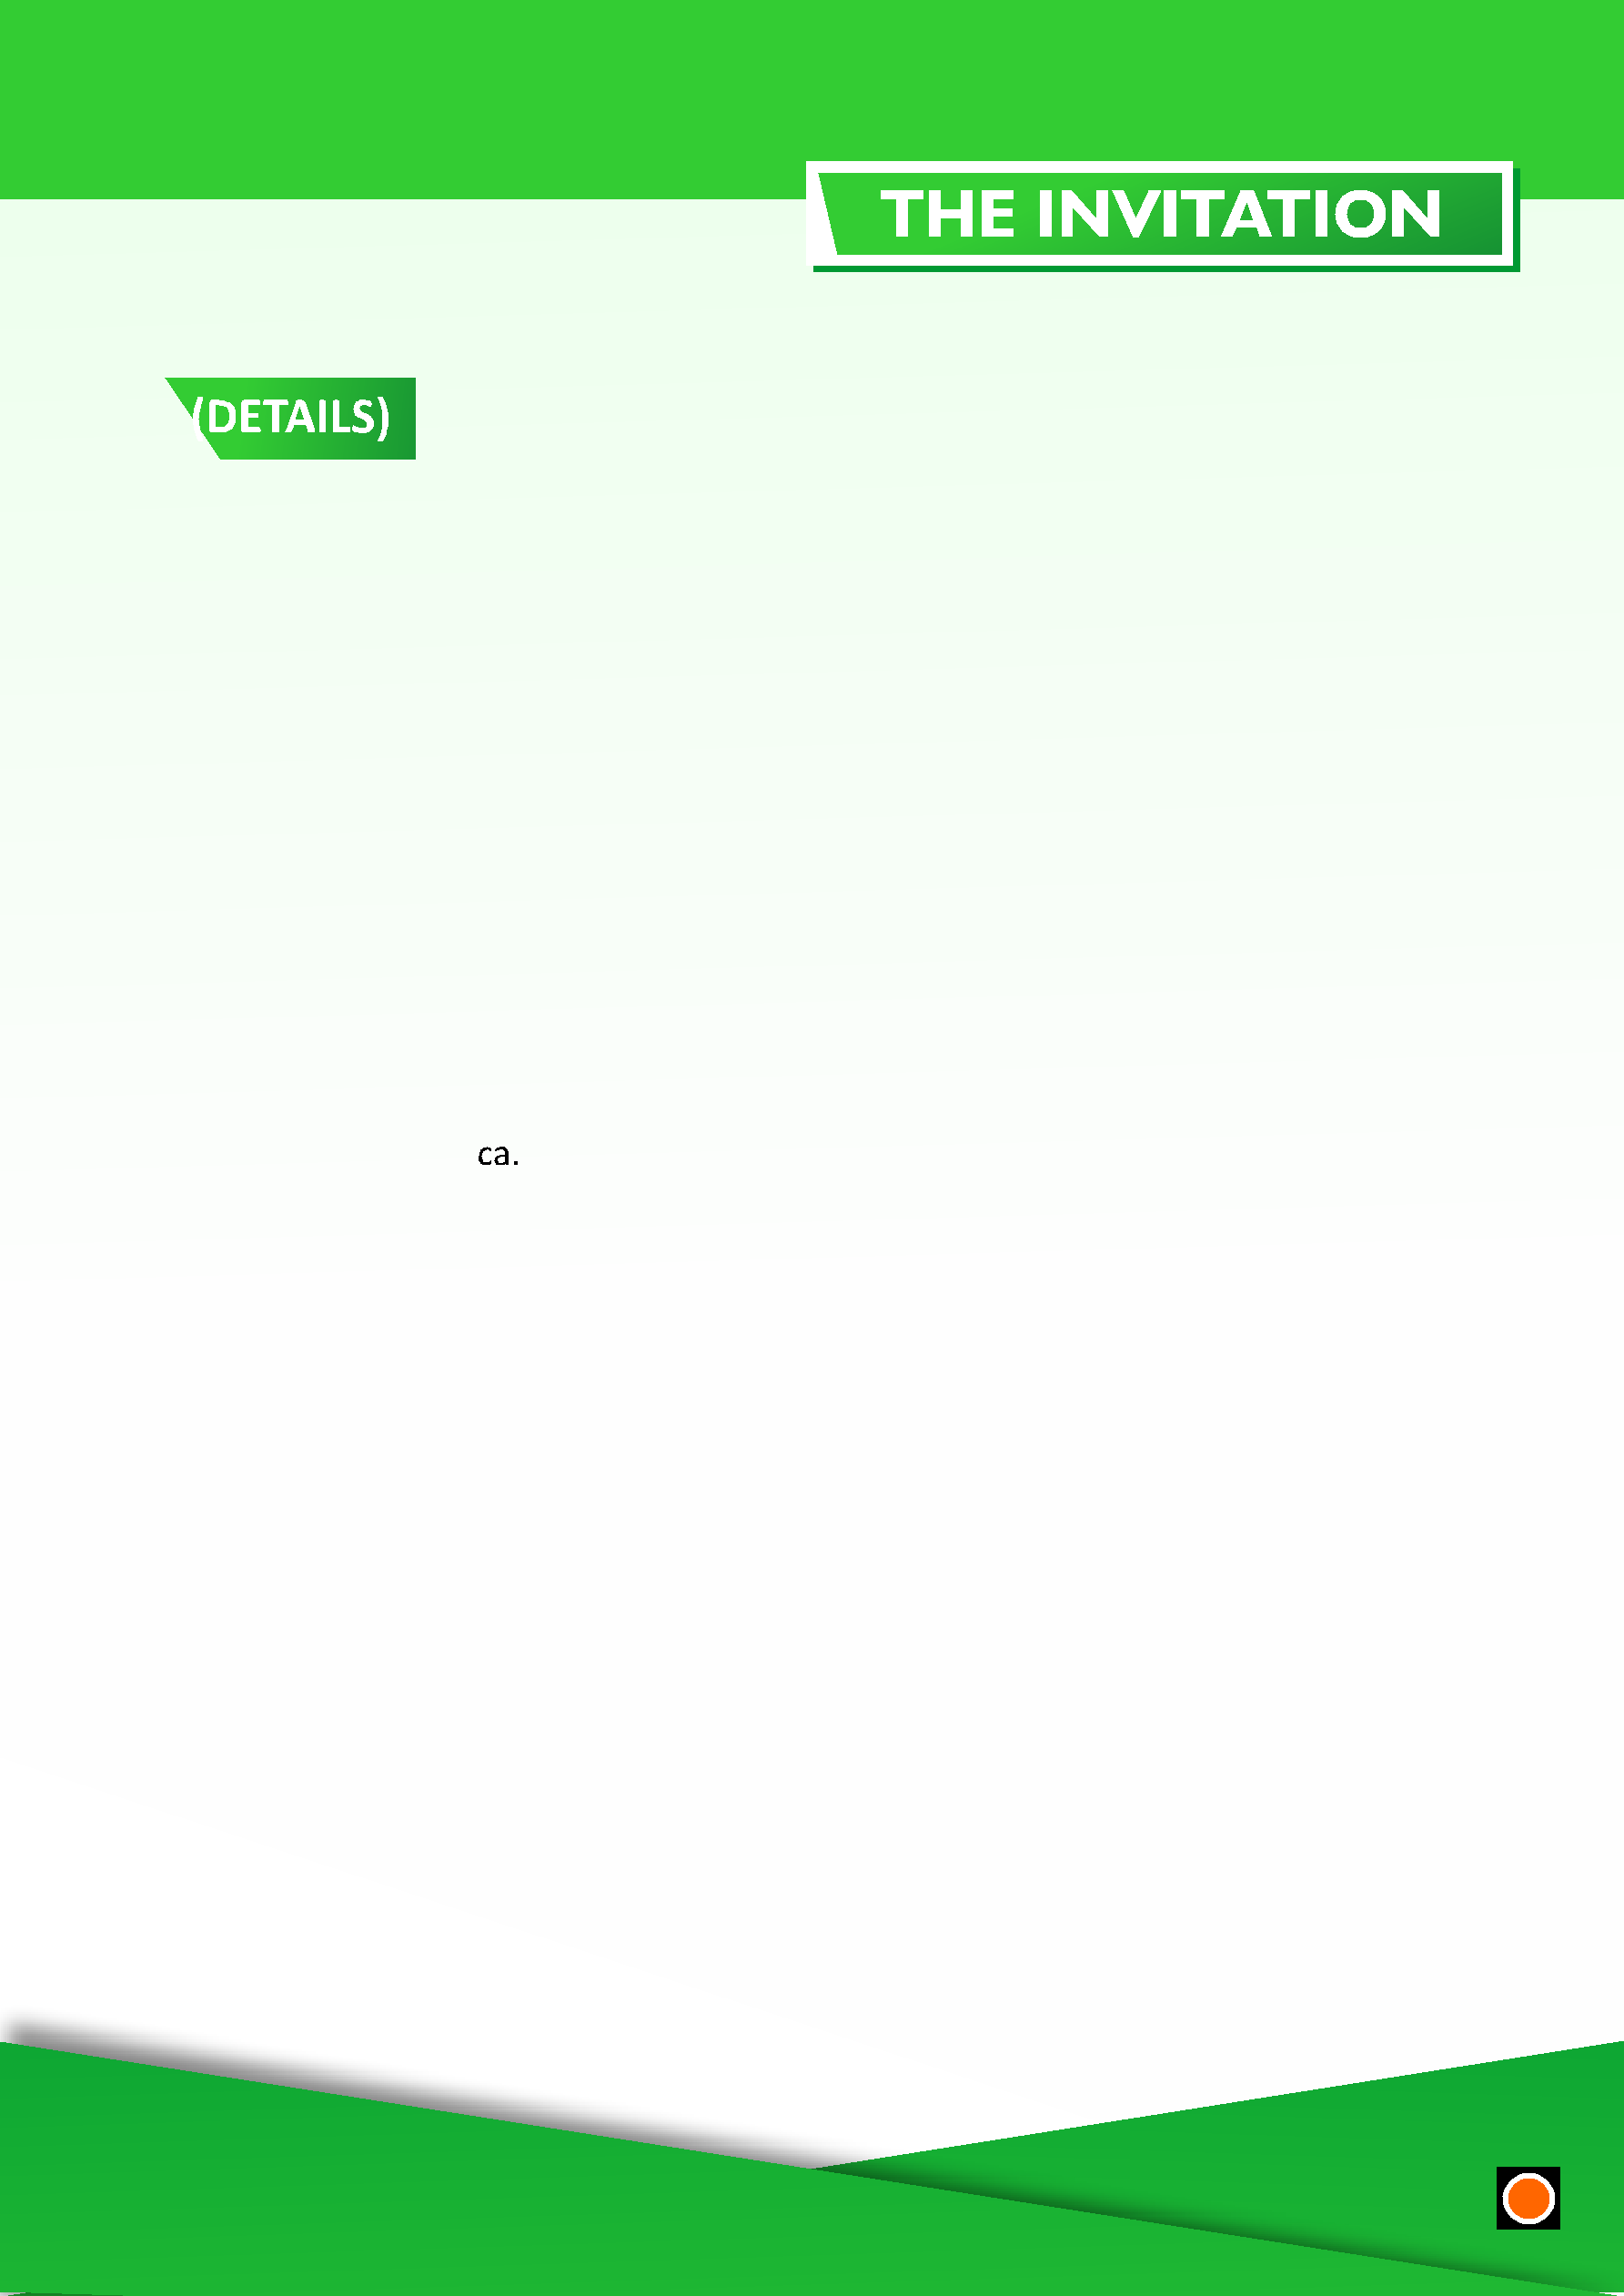 THE INVITATION
(DETAILS)
ca.